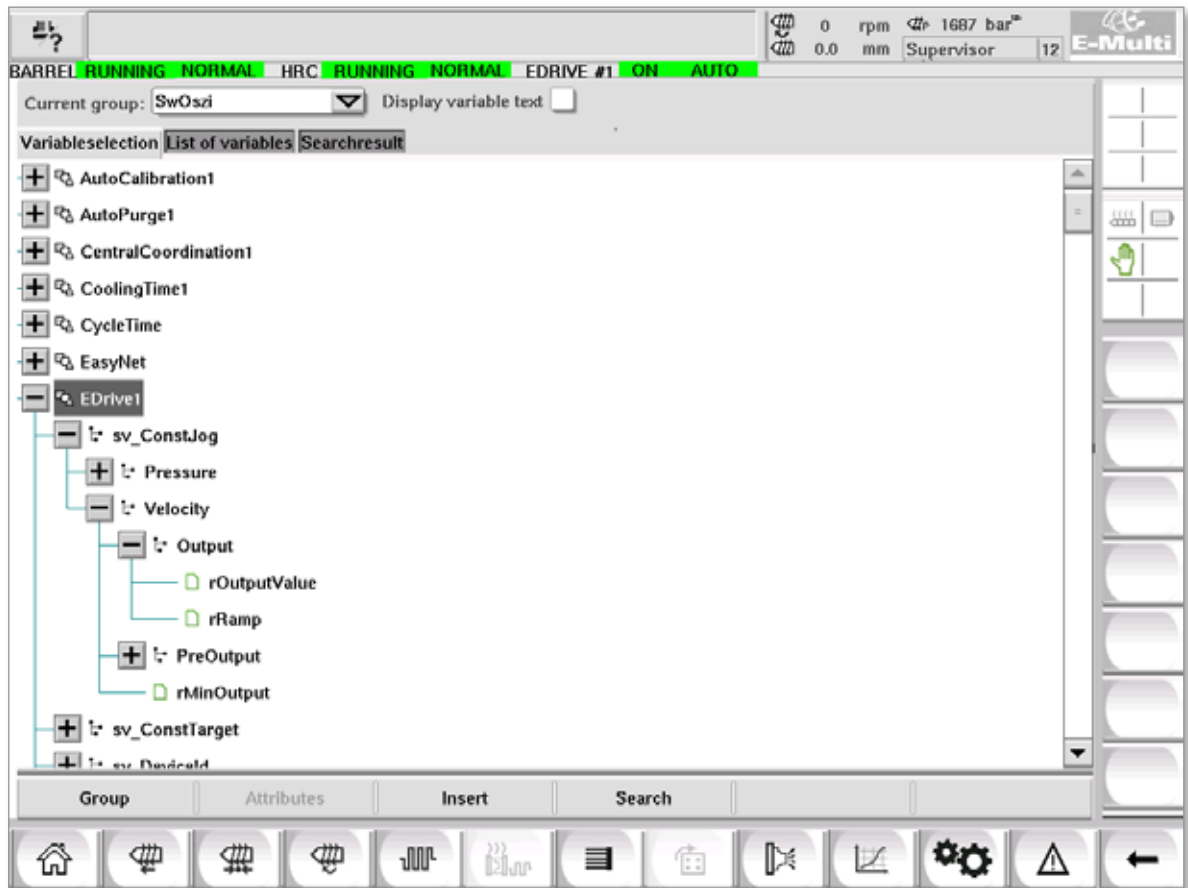 ?
0 rpm 1687 bar
0.0 mm Supervisor 12
E-Multi
BARREL RUNNING NORMAL HRC RUNNING NORMAL EDRIVE #1 ON AUTO
Current group: SwOszi Display variable text
Variableselection List of variables Searchresult
AutoCalibration1
AutoPurge1
CentralCoordination1
CoolingTime1
CycleTime
EasyNet
EDrive1
sv_ConstJog
Pressure
Velocity
Output
rOutputValue
rRamp
PreOutput
rMinOutput
sv_ConstTarget
sv_DeviceId
Group Attributes Insert Search